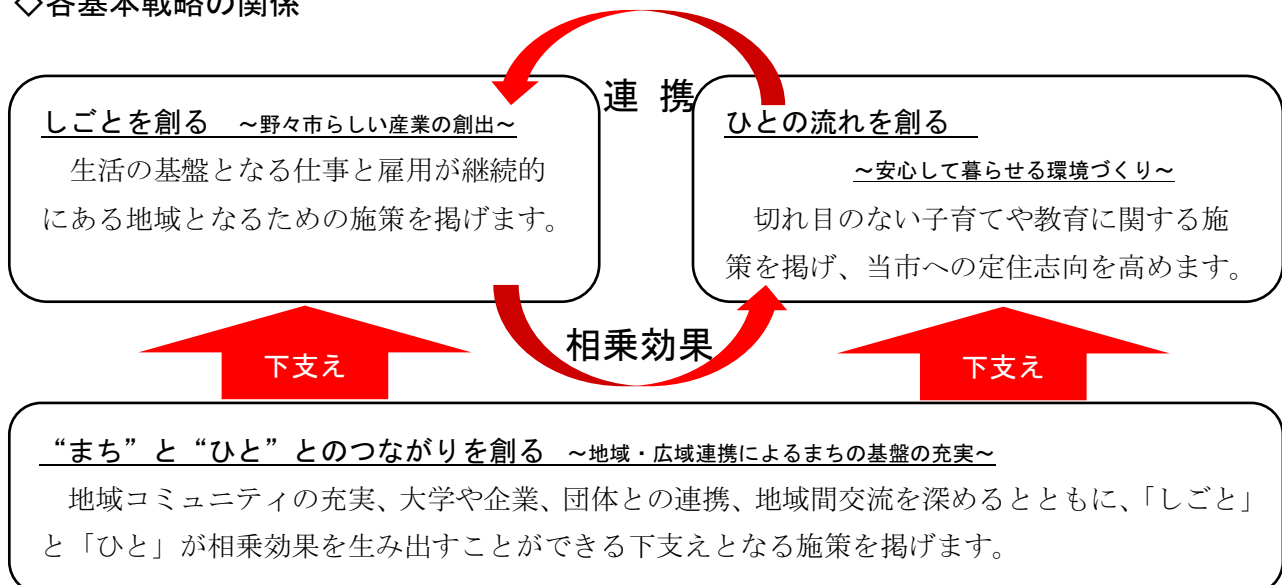 ◇各基本戦略の関係
連 携
しごとを創る ~野々市らしい産業の創出~
生活の基盤となる仕事と雇用が継続的
にある地域となるための施策を掲げます。
ひとの流れを創る
~安心して暮らせる環境づくり~
切れ目のない子育てや教育に関する施
策を掲げ、当市への定住志向を高めます。
相乗効果
下支え
下支え
“まち”と“ひと”とのつながりを創る ~地域・広域連携によるまちの基盤の充実~
地域コミュニティの充実、大学や企業、団体との連携、地域間交流を深めるとともに、「しごと」
と「ひと」が相乗効果を生み出すことができる下支えとなる施策を掲げます。